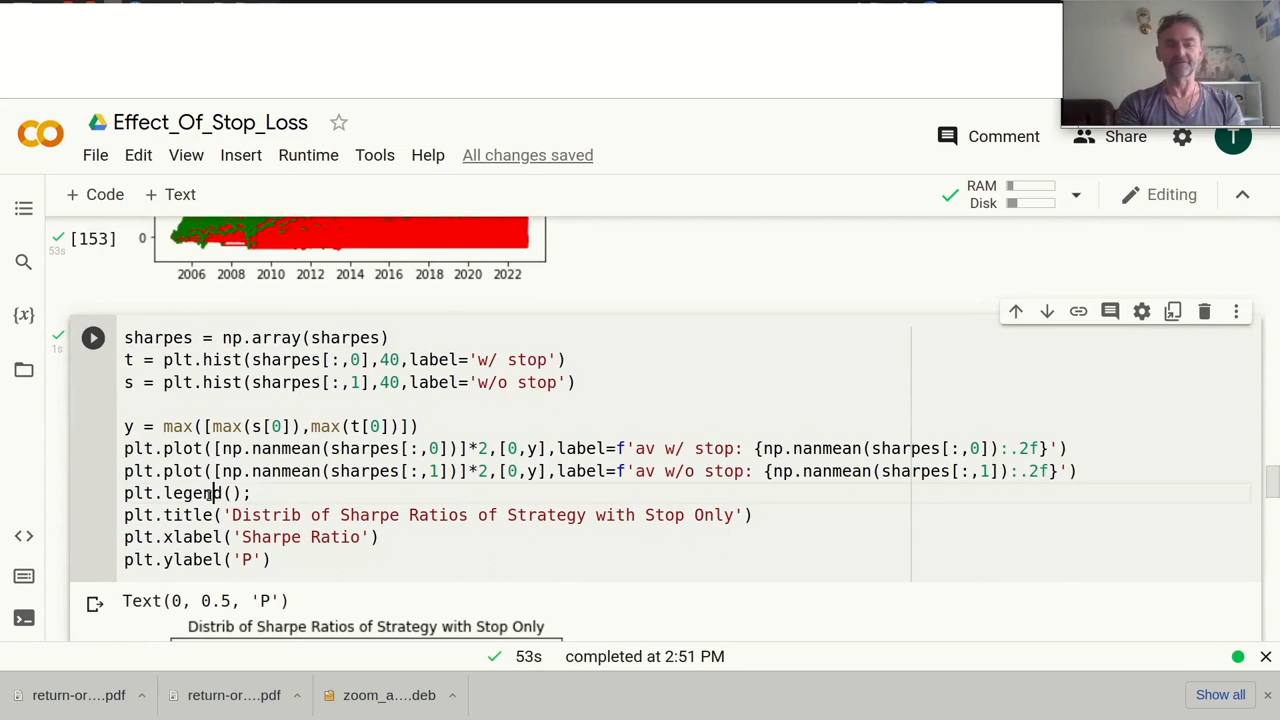 Effect_Of_Stop_Loss
Comment
Share
T
File Edit View Insert Runtime Tools Help All changes saved
+ Code + Text
RAM
Disk
Editing
[153]
53s
0
2006 2008 2010 2012 2014 2016 2018 2020 2022
1s
sharpes = np.array(sharpes)
t = plt.hist(sharpes[:,0],40,label='w/ stop')
s = plt.hist(sharpes[:,1],40,label='w/o stop')
y = max([max(s[0]),max(t[0])])
plt.plot([np.nanmean(sharpes[:,0])]*2,[0,y],label=f'av w/ stop: {np.nanmean(sharpes[:,0]):.2f}')
plt.plot([np.nanmean(sharpes[:,1])]*2,[0,y],label=f'av w/o stop: {np.nanmean(sharpes[:,1]):.2f}')
plt.legend();
plt.title('Distrib of Sharpe Ratios of Strategy with Stop Only')
plt.xlabel('Sharpe Ratio')
plt.ylabel('P')
Text(0, 0.5, 'P')
Distrib of Sharpe Ratios of Strategy with Stop Only
53s completed at 2:51 PM
return-or....pdf return-or....pdf zoom_a....deb Show all